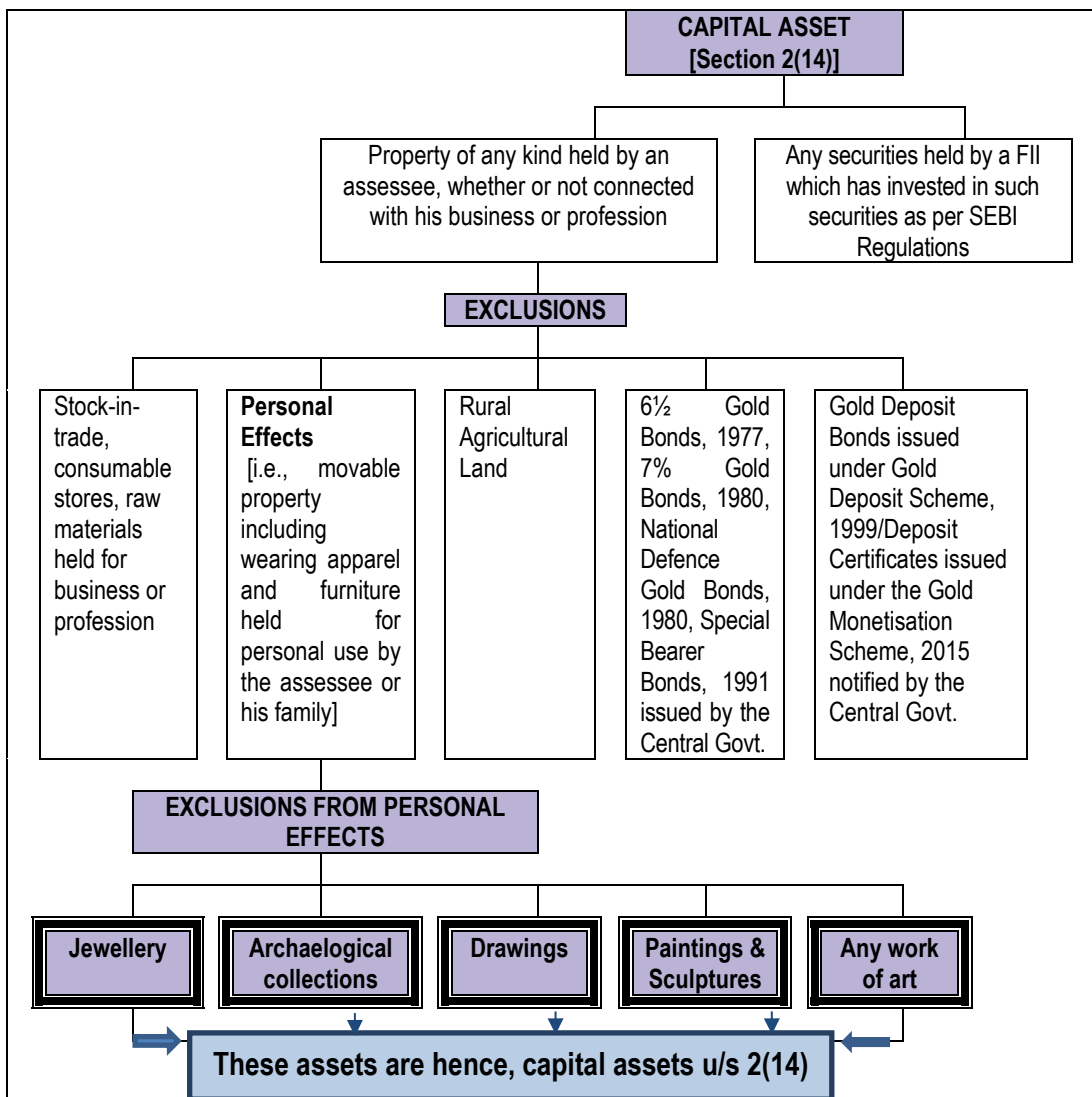 CAPITAL ASSET
[Section 2(14)]
Property of any kind held by an
assessee, whether or not connected
with his business or profession
Any securities held by a FII
which has invested in such
securities as per SEBI
Regulations
EXCLUSIONS
Stock-in-
trade,
consumable
stores, raw
materials
held for
business or
profession
Personal
Effects
[i.e., movable
property
including
wearing apparel
and furniture
held for
personal use by
the assessee or
his family]
Rural
Agricultural
Land
6½ Gold
Bonds, 1977,
7% Gold
Bonds, 1980,
National
Defence
Gold Bonds,
1980, Special
Bearer
Bonds, 1991
issued by the
Central Govt.
Gold Deposit
Bonds issued
under Gold
Deposit Scheme,
1999/Deposit
Certificates issued
under the Gold
Monetisation
Scheme, 2015
notified by the
Central Govt.
EXCLUSIONS FROM PERSONAL
EFFECTS
Jewellery
Archaelogical
collections
Drawings
Paintings &
Sculptures
Any work
of art
These assets are hence, capital assets u/s 2(14)